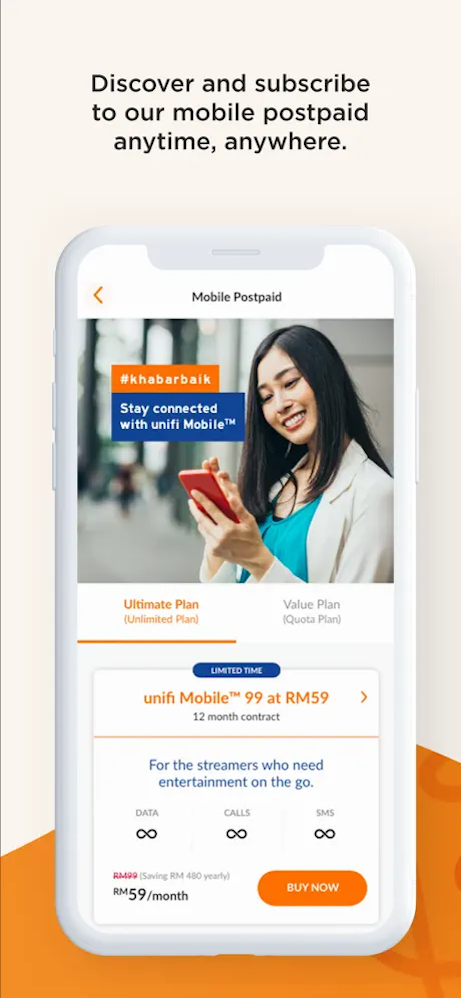 Discover and subscribe
to our mobile postpaid
anytime, anywhere.
Mobile Postpaid
#khabarbaik
Stay connected
with unifi Mobile™
Ultimate Plan
(Unlimited Plan)
Value Plan
(Quota Plan)
LIMITED TIME
unifi Mobile™ 99 at RM59
12 month contract
For the streamers who need
entertainment on the go.
DATA CALLS SMS
∞ ∞ ∞
RM99 (Saving RM 480 yearly)
RM59/month
BUY NOW